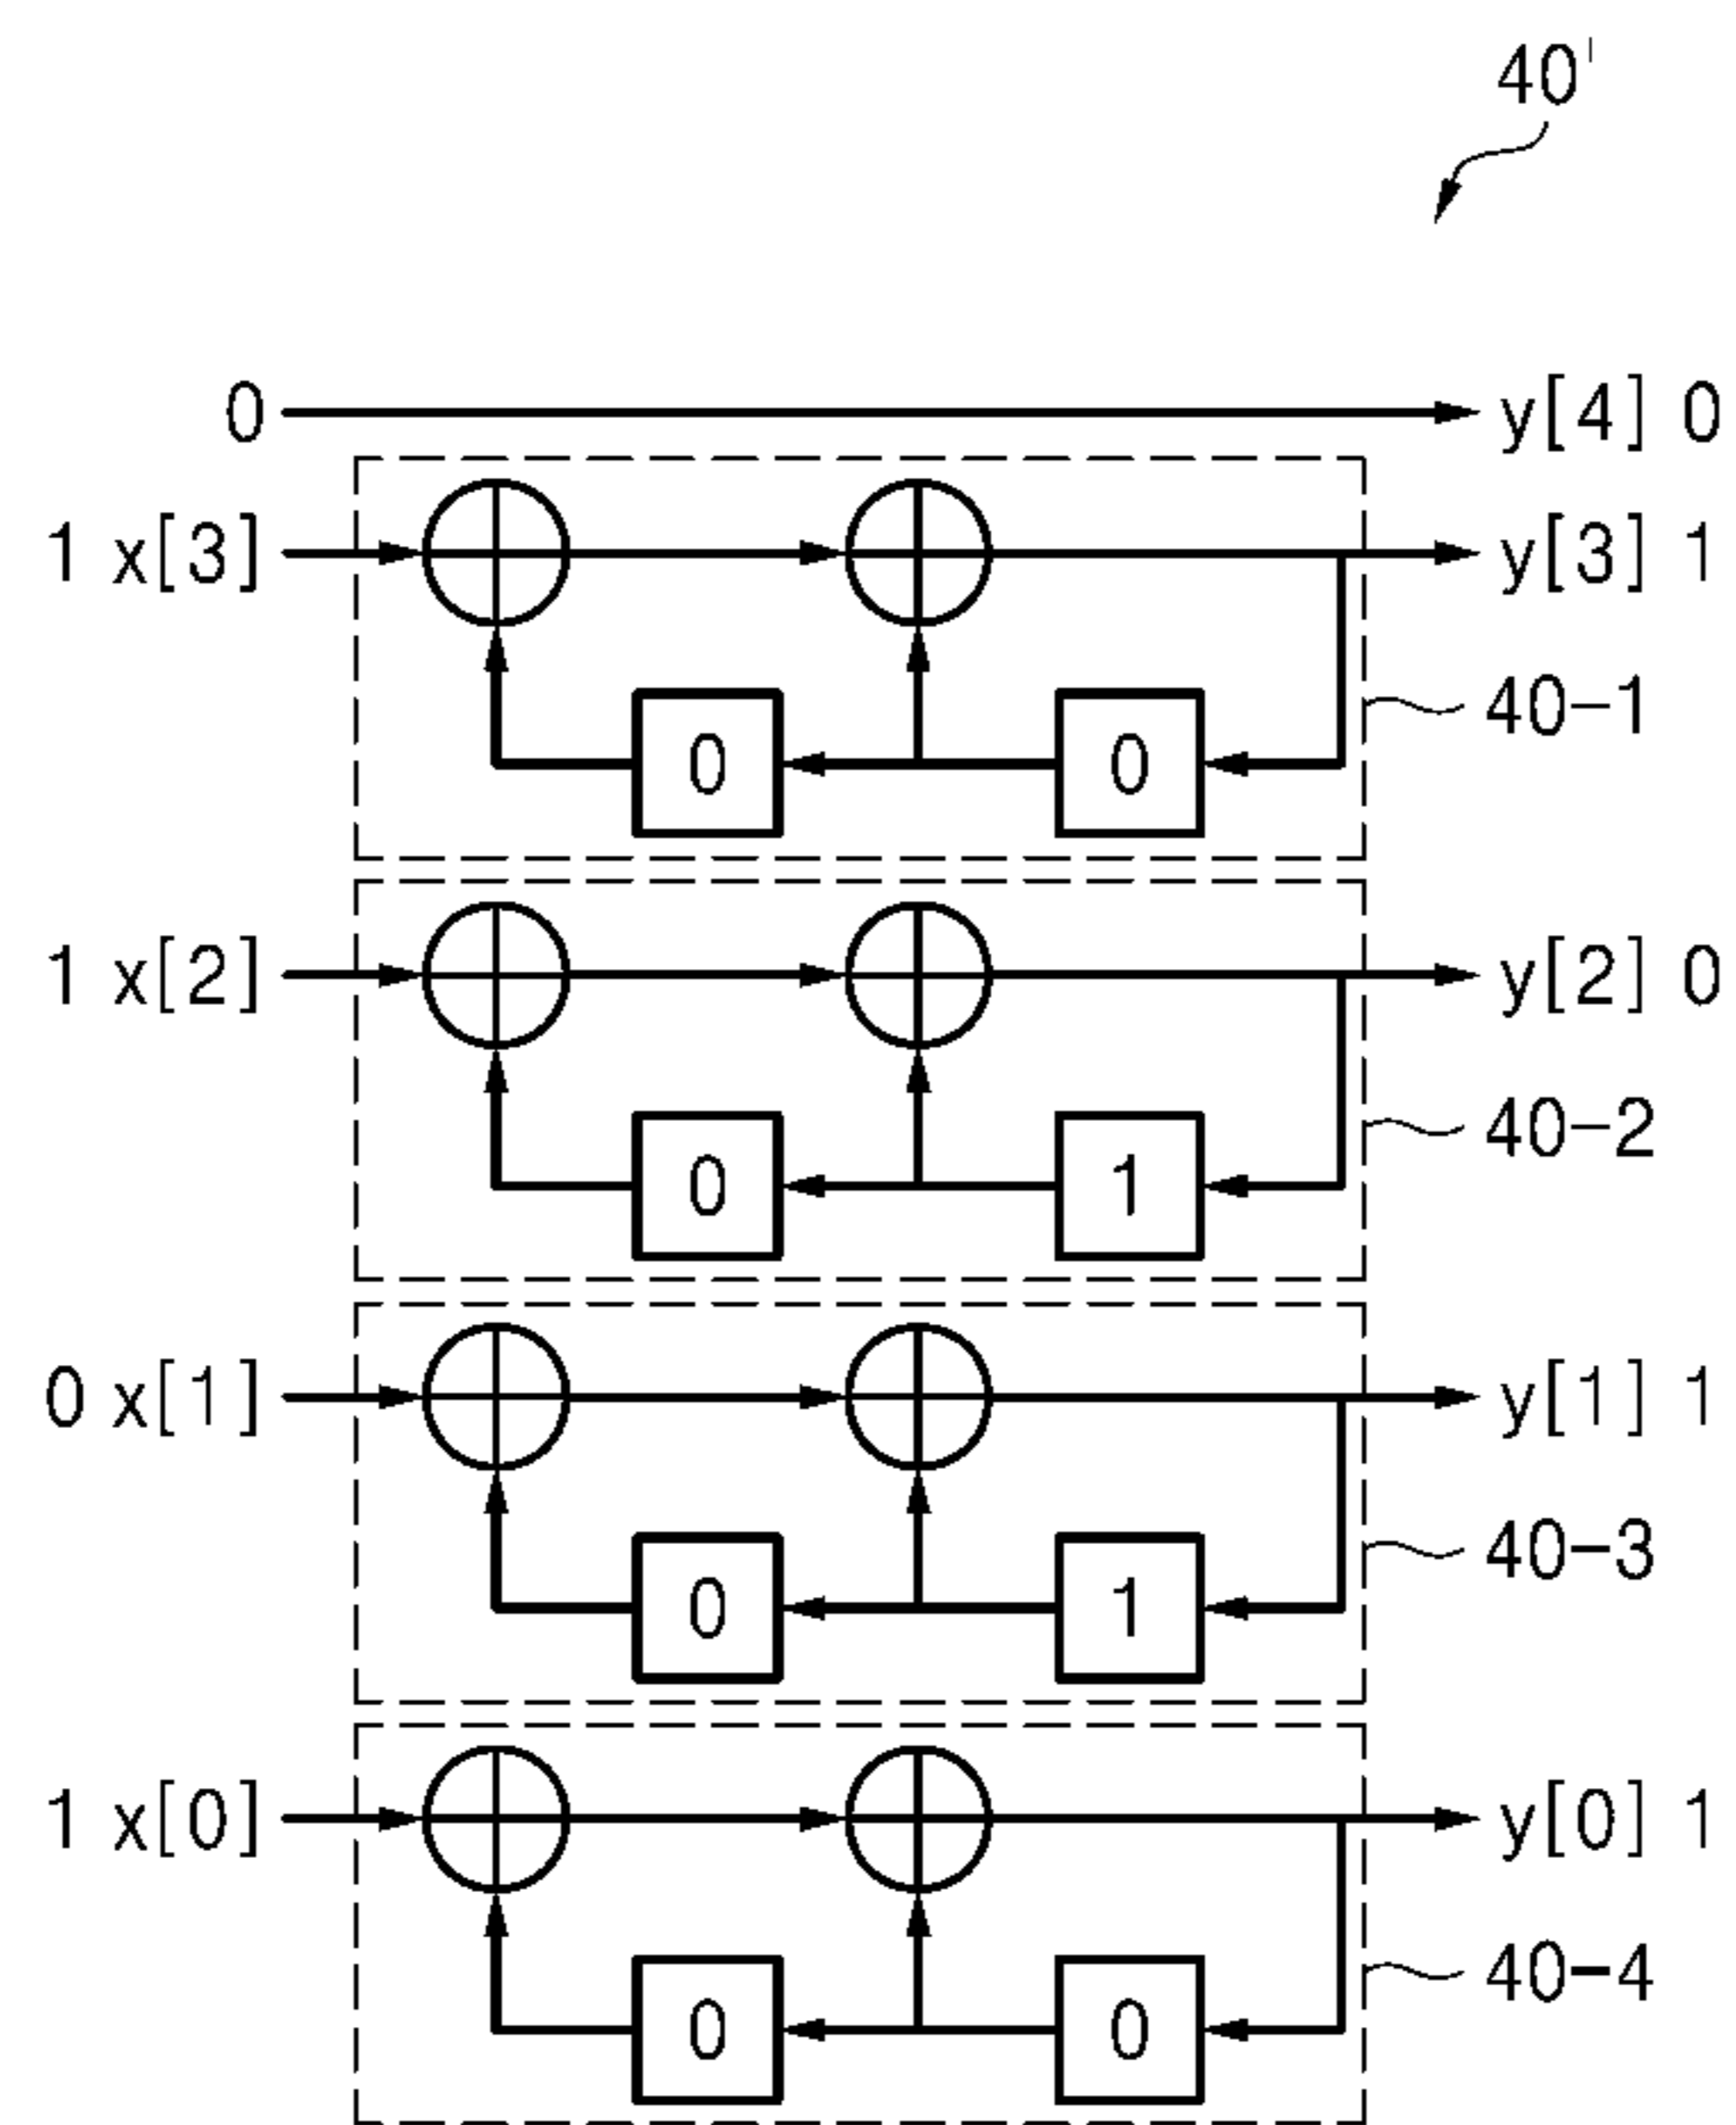 40'
0 y[4] 0
1 x[3] y[3] 1
0 0 40-1
1 x[2] y[2] 0
0 1 40-2
0 x[1] y[1] 1
0 1 40-3
1 x[0] y[0] 1
0 0 40-4